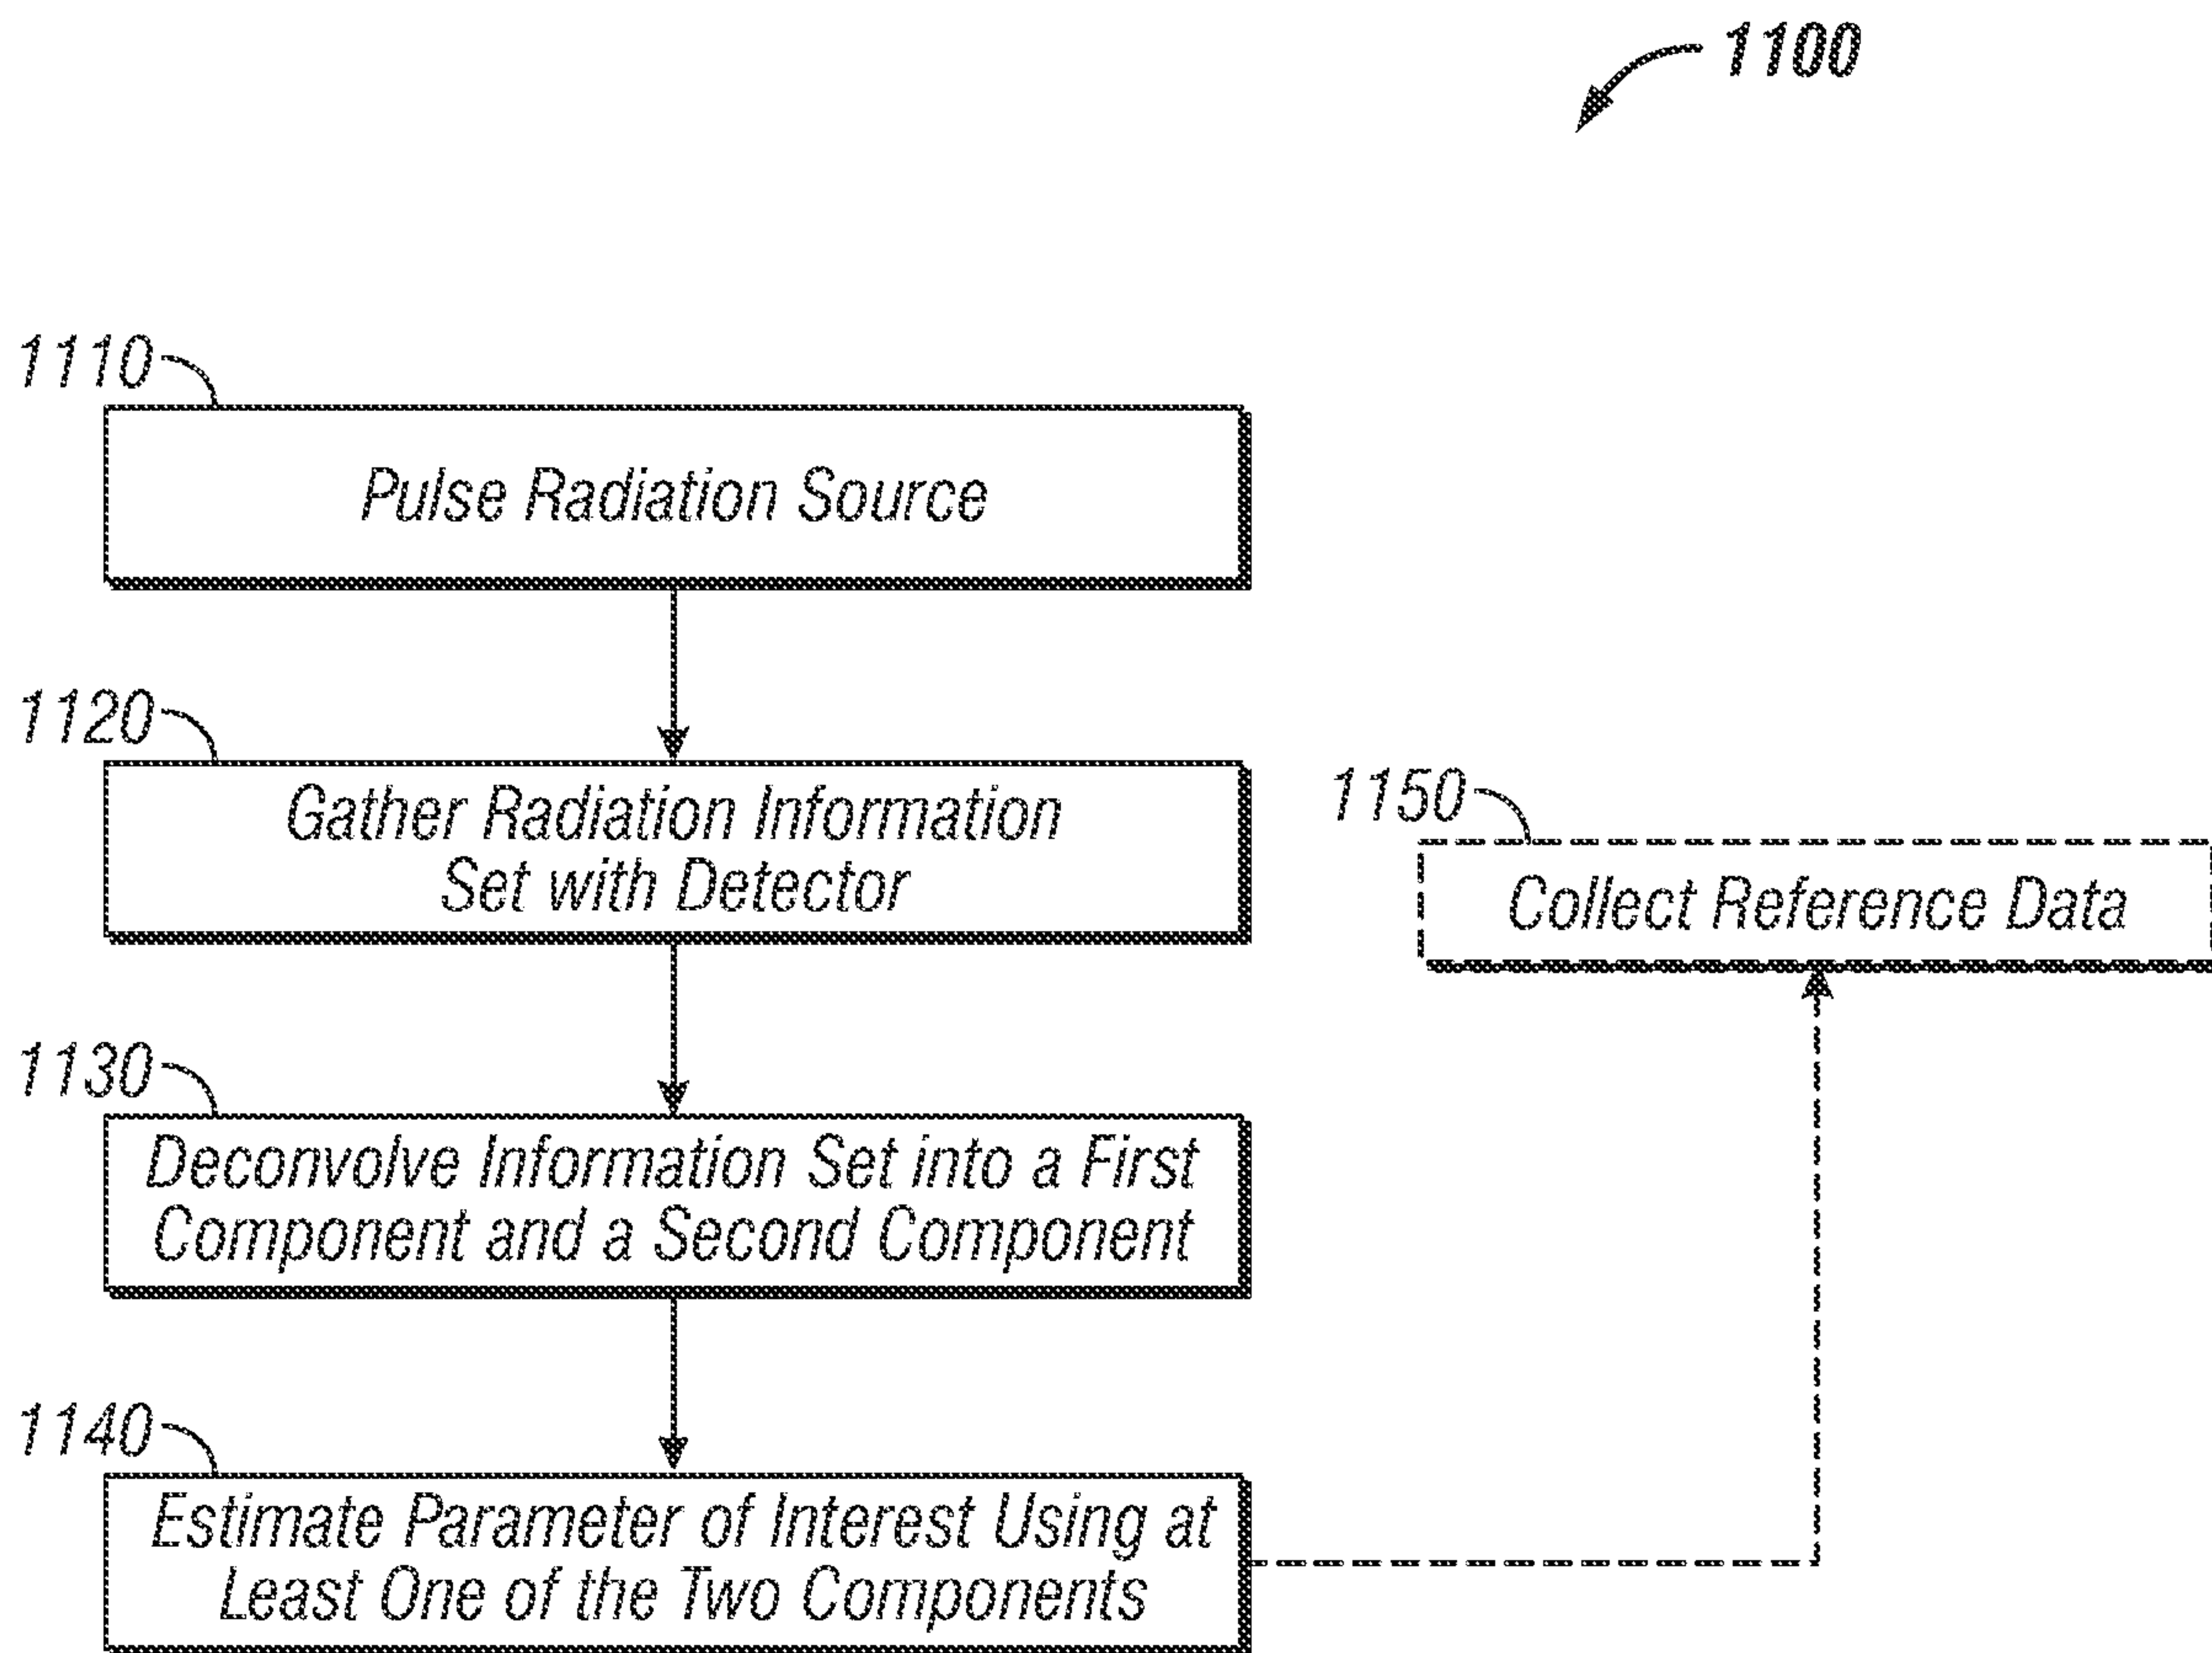 1100
1110
Pulse Radiation Source
1120
Gather Radiation Information
Set with Detector
1150
Collect Reference Data
1130
Deconvolve Information Set into a First
Component and a Second Component
1140
Estimate Parameter of Interest Using at
Least One of the Two Components